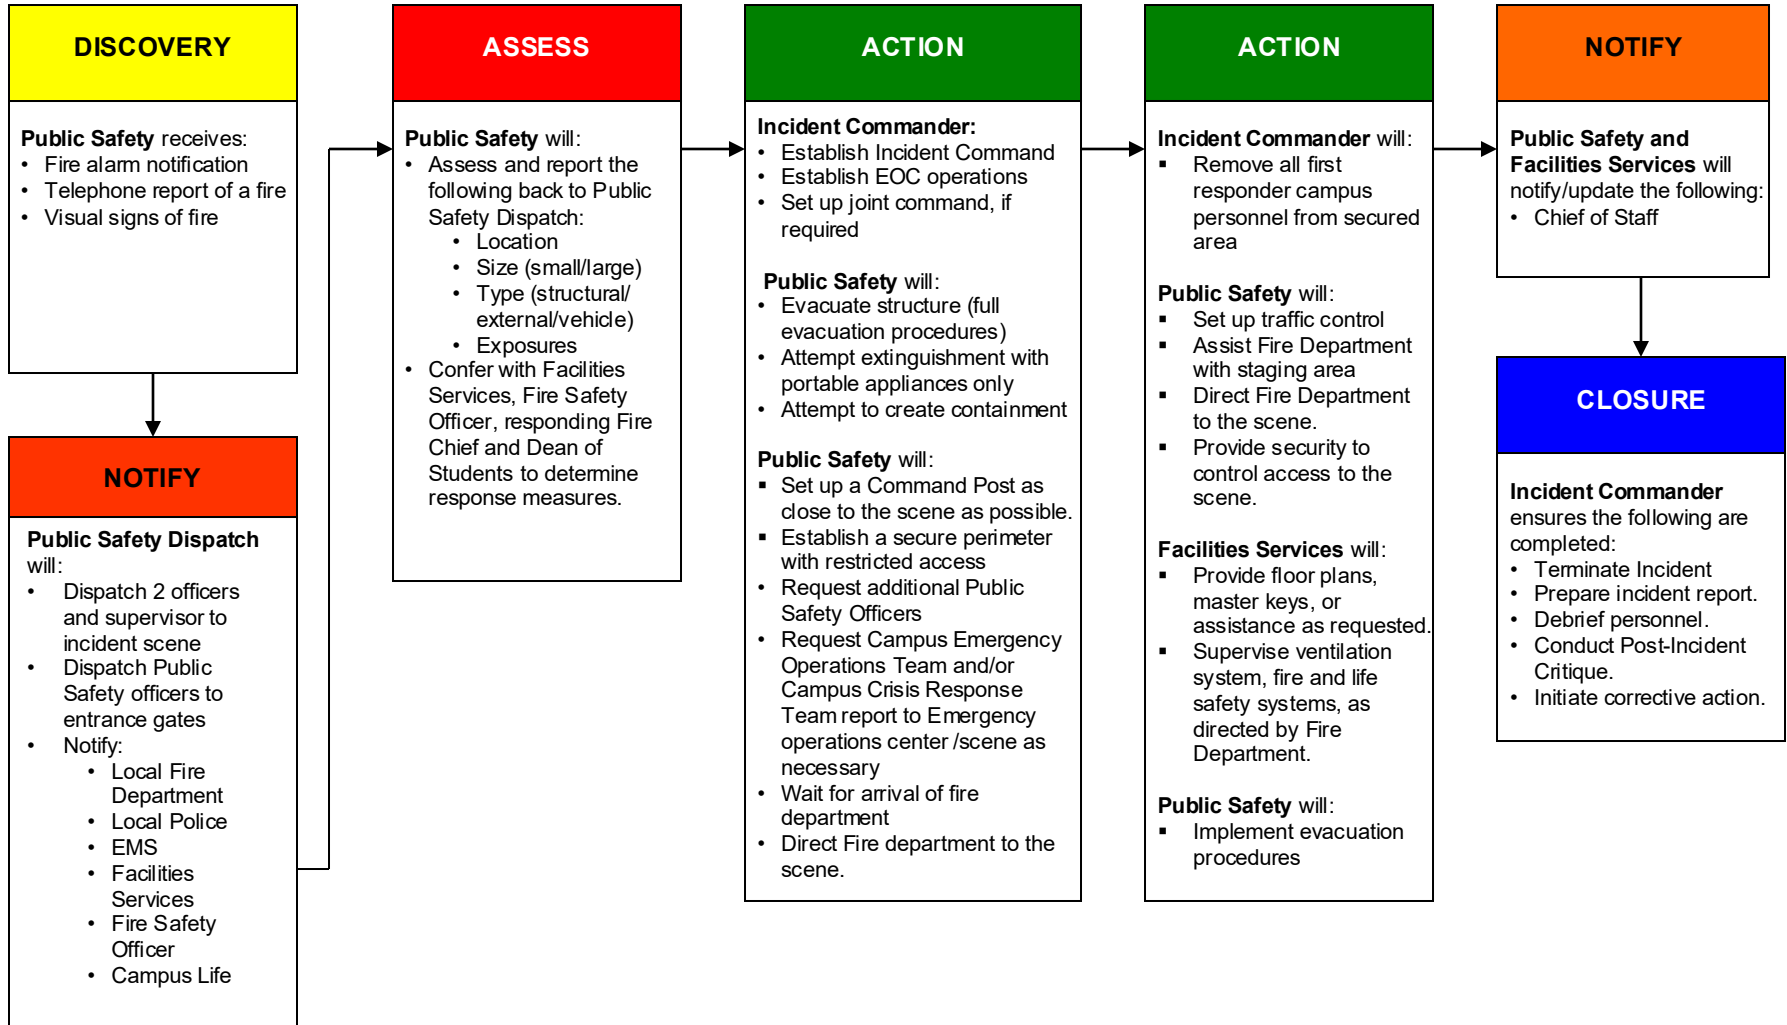 DISCOVERY
Public Safety receives:
• Fire alarm notification
• Telephone report of a fire
• Visual signs of fire
NOTIFY
Public Safety Dispatch
will:
• Dispatch 2 officers
and supervisor to
incident scene
• Dispatch Public
Safety officers to
entrance gates
• Notify:
• Local Fire
Department
• Local Police
• EMS
• Facilities
Services
• Fire Safety
Officer
• Campus Life
ASSESS
Public Safety will:
• Assess and report the
following back to Public
Safety Dispatch:
• Location
• Size (small/large)
• Type (structural/
external/vehicle)
• Exposures
• Confer with Facilities
Services, Fire Safety
Officer, responding Fire
Chief and Dean of
Students to determine
response measures.
ACTION
Incident Commander:
• Establish Incident Command
• Establish EOC operations
• Set up joint command, if
required
Public Safety will:
• Evacuate structure (full
evacuation procedures)
• Attempt extinguishment with
portable appliances only
• Attempt to create containment
Public Safety will:
▪ Set up a Command Post as
close to the scene as possible.
▪ Establish a secure perimeter
with restricted access
• Request additional Public
Safety Officers
• Request Campus Emergency
Operations Team and/or
Campus Crisis Response
Team report to Emergency
operations center /scene as
necessary
• Wait for arrival of fire
department
• Direct Fire department to the
scene.
ACTION
Incident Commander will:
▪ Remove all first
responder campus
personnel from secured
area
Public Safety will:
▪ Set up traffic control
▪ Assist Fire Department
with staging area
▪ Direct Fire Department
to the scene.
▪ Provide security to
control access to the
scene.
Facilities Services will:
▪ Provide floor plans,
master keys, or
assistance as requested.
▪ Supervise ventilation
system, fire and life
safety systems, as
directed by Fire
Department.
Public Safety will:
▪ Implement evacuation
procedures
NOTIFY
Public Safety and
Facilities Services will
notify/update the following:
• Chief of Staff
CLOSURE
Incident Commander
ensures the following are
completed:
• Terminate Incident
• Prepare incident report.
• Debrief personnel.
• Conduct Post-Incident
Critique.
• Initiate corrective action.